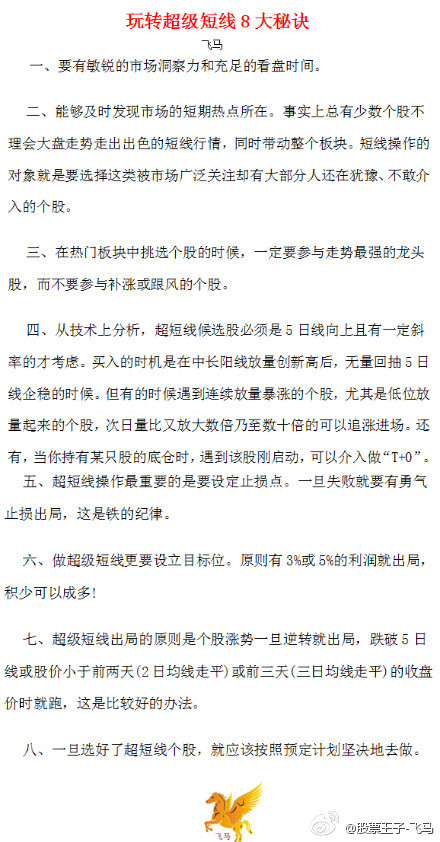 玩转超级短线8大秘诀
飞马
一、要有敏锐的市场洞察力和充足的看盘时间。
二、能够及时发现市场的短期热点所在。事实上总有少数个股不
理会大盘走势走出出色的短线行情，同时带动整个板块。短线操作的
对象就是要选择这类被市场广泛关注却有大部分人还在犹豫、不敢介
入的个股。
三、在热门板块中挑选个股的时候，一定要参与走势最强的龙头
股，而不要参与补涨或跟风的个股。
四、从技术上分析，超短线候选股必须是5日线向上且有一定斜
率的才考虑。买入的时机是在中长阳线放量创新高后，无量回抽5日
线企稳的时候。但有的时候遇到连续放量暴涨的个股，尤其是低位放
量起来的个股，次日量比又放大数倍乃至数十倍的可以追涨进场。还
有，当你持有某只股的底仓时，遇到该股刚启动，可以介入做“T+0”。
五、超短线操作最重要的是要设定止损点。一旦失败就要有勇气
止损出局，这是铁的纪律。
六、做超级短线更要设立目标位。原则有3%或5%的利润就出局，
积少可以成多!
七、超级短线出局的原则是个股涨势一旦逆转就出局，跌破5日
线或股价小于前两天(2日均线走平)或前三天(三日均线走平)的收盘
价时就跑，这是比较好的办法。
八、一旦选好了超短线个股，就应该按照预定计划坚决地去做。
飞马
@股票王子-飞马